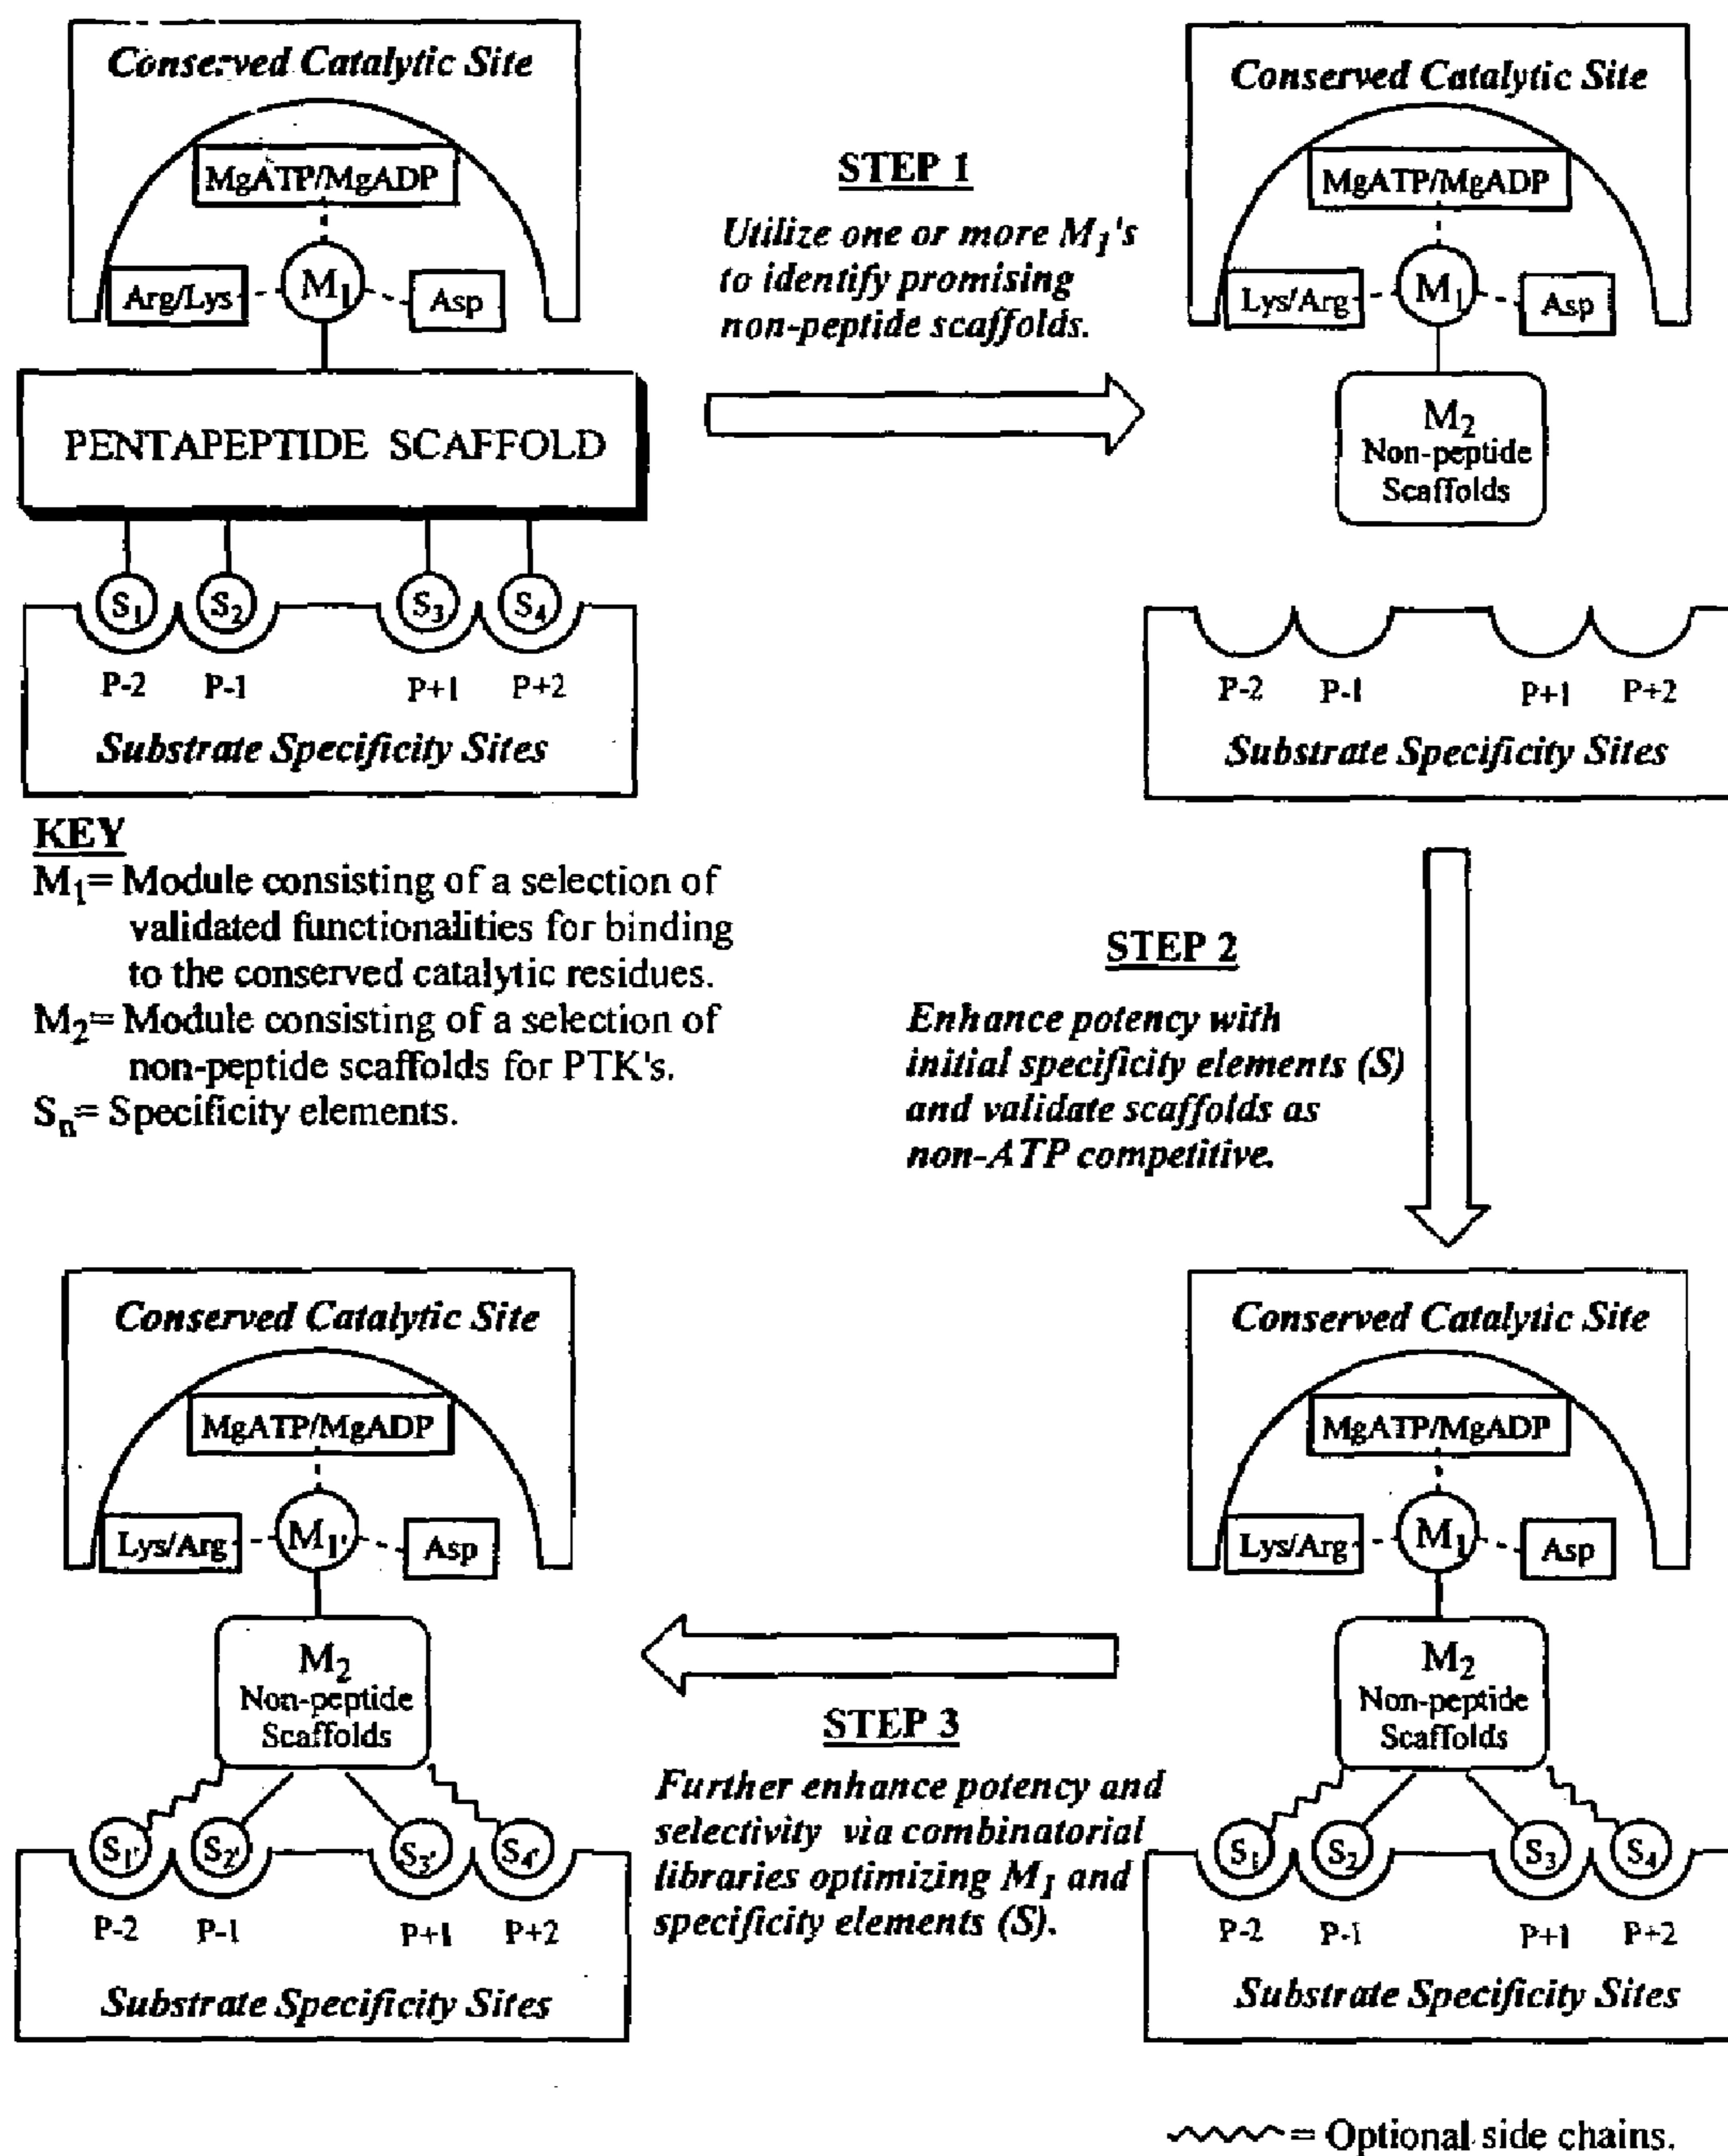 Conserved Catalytic Site
MgATP/MgADP
Arg/Lys
M1
Asp
PENTAPEPTIDE SCAFFOLD
S1
S2
S3
S4
P-2
P-1
P+1
P+2
Substrate Specificity Sites
STEP 1
Utilize one or more M1's
to identify promising
non-peptide scaffolds.
Conserved Catalytic Site
MgATP/MgADP
Lys/Arg
M1
Asp
M2
Non-peptide
Scaffolds
P-2
P-1
P+1
P+2
Substrate Specificity Sites
KEY
M1= Module consisting of a selection of
validated functionalities for binding
to the conserved catalytic residues.
M2= Module consisting of a selection of
non-peptide scaffolds for PTK's.
Sn= Specificity elements.
STEP 2
Enhance potency with
initial specificity elements (S)
and validate scaffolds as
non-ATP competitive.
Conserved Catalytic Site
MgATP/MgADP
Lys/Arg
M1
Asp
M2
Non-peptide
Scaffolds
S1
S2
S3
S4
P-2
P-1
P+1
P+2
Substrate Specificity Sites
STEP 3
Further enhance potency and
selectivity via combinatorial
libraries optimizing M1 and
specificity elements (S).
Conserved Catalytic Site
MgATP/MgADP
Lys/Arg
M1'
Asp
M2
Non-peptide
Scaffolds
S1'
S2'
S3'
S4'
P-2
P-1
P+1
P+2
Substrate Specificity Sites
= Optional side chains.